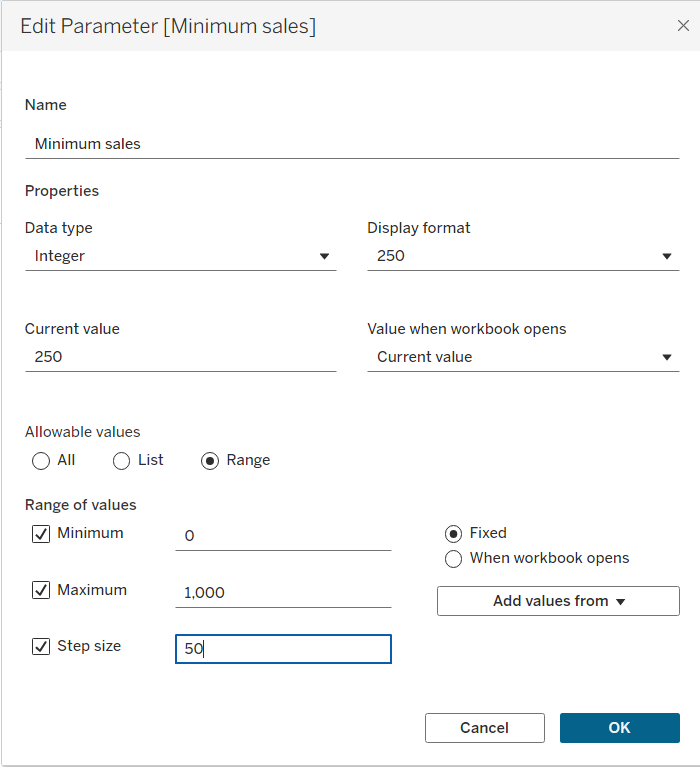 Edit Parameter [Minimum sales]
Name
Minimum sales
Properties
Data type
Display format
Integer
250
Current value
Value when workbook opens
250
Current value
Allowable values
All
List
Range
Range of values
Minimum
0
Fixed
When workbook opens
Maximum
1,000
Add values from
Step size
50
Cancel
OK